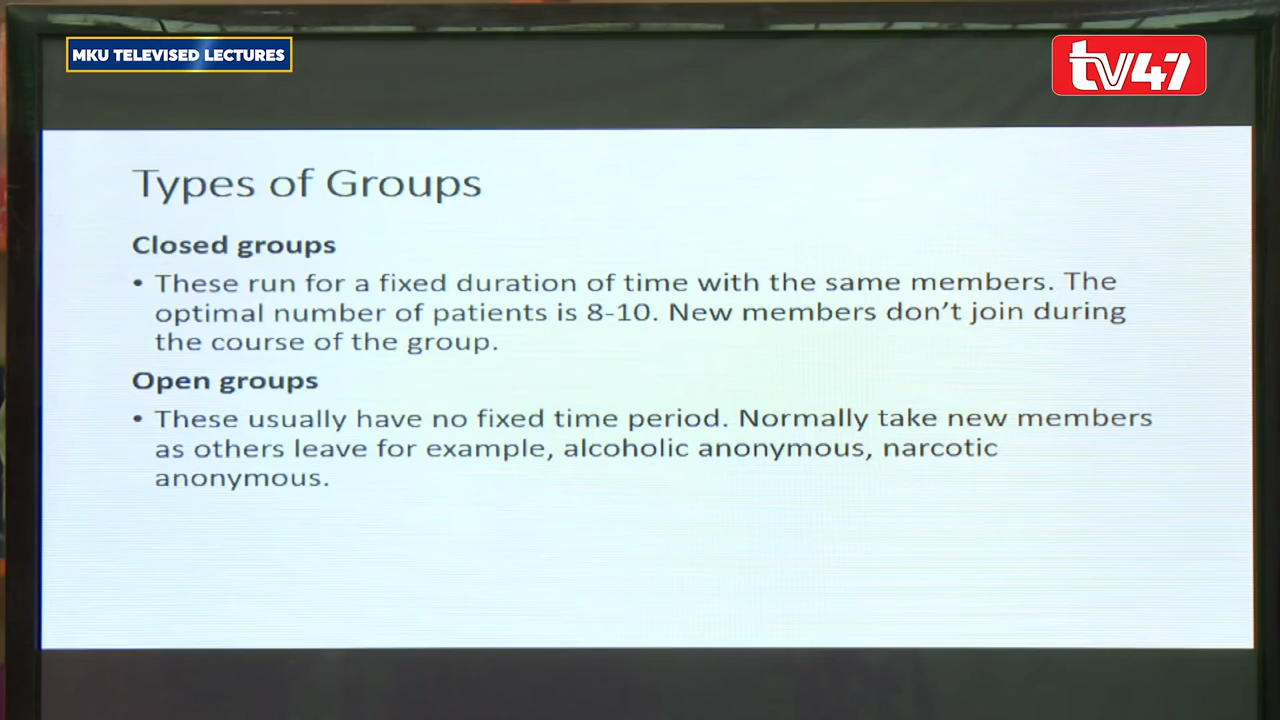 MKU TELEVISED LECTURES
tv47
Types of Groups
Closed groups
• These run for a fixed duration of time with the same members. The
optimal number of patients is 8-10. New members don't join during
the course of the group.
Open groups
• These usually have no fixed time period. Normally take new members
as others leave for example, alcoholic anonymous, narcotic
anonymous.